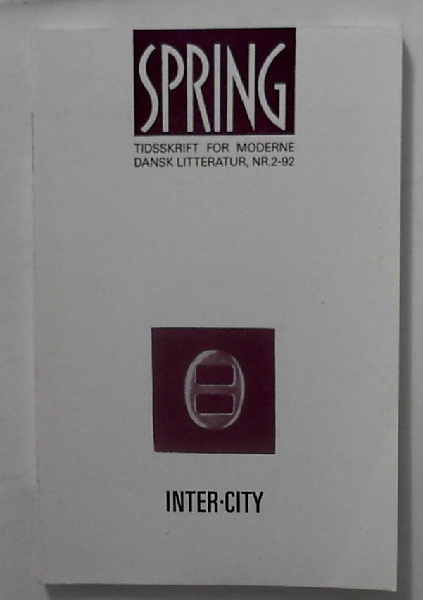 SPRING
TIDSSKRIFT FOR MODERNE
DANSK LITTERATUR, NR.2-92
INTER·CITY